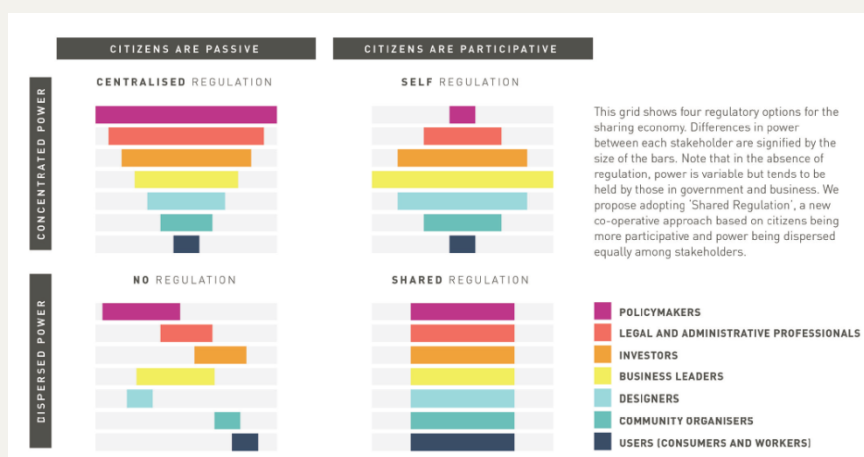 CITIZENS ARE PASSIVE
CITIZENS ARE PARTICIPATIVE
CONCENTRATED POWER
CENTRALISED REGULATION
SELF REGULATION
This grid shows four regulatory options for the
sharing economy. Differences in power
between each stakeholder are signified by the
size of the bars. Note that in the absence of
regulation, power is variable but tends to be
held by those in government and business. We
propose adopting ‘Shared Regulation’, a new
co-operative approach based on citizens being
more participative and power being dispersed
equally among stakeholders.
DISPERSED POWER
NO REGULATION
SHARED REGULATION
POLICYMAKERS
LEGAL AND ADMINISTRATIVE PROFESSIONALS
INVESTORS
BUSINESS LEADERS
DESIGNERS
COMMUNITY ORGANISERS
USERS (CONSUMERS AND WORKERS)